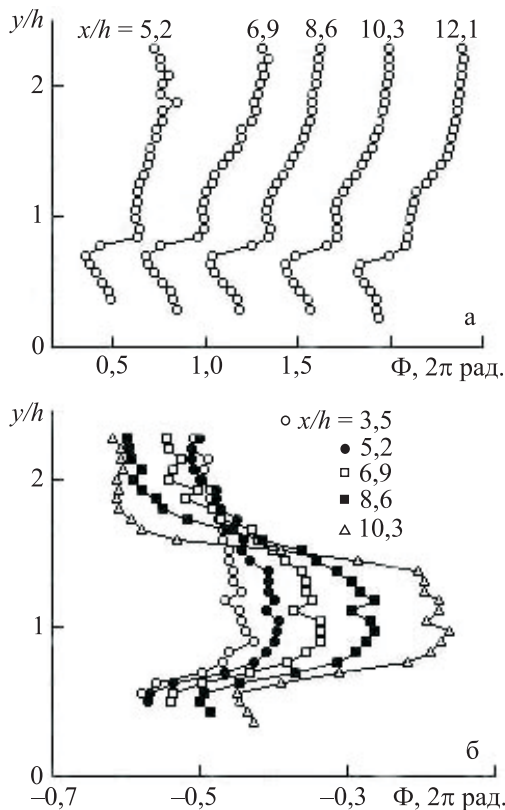 y/h
x/h = 5,2 6,9 8,6 10,3 12,1
2
1
0
а
0,5 1,0 1,5 Ф, 2π рад.
y/h
x/h = 3,5
5,2
6,9
8,6
10,3
2
1
0
б
–0,7 –0,5 –0,3 Ф, 2π рад.